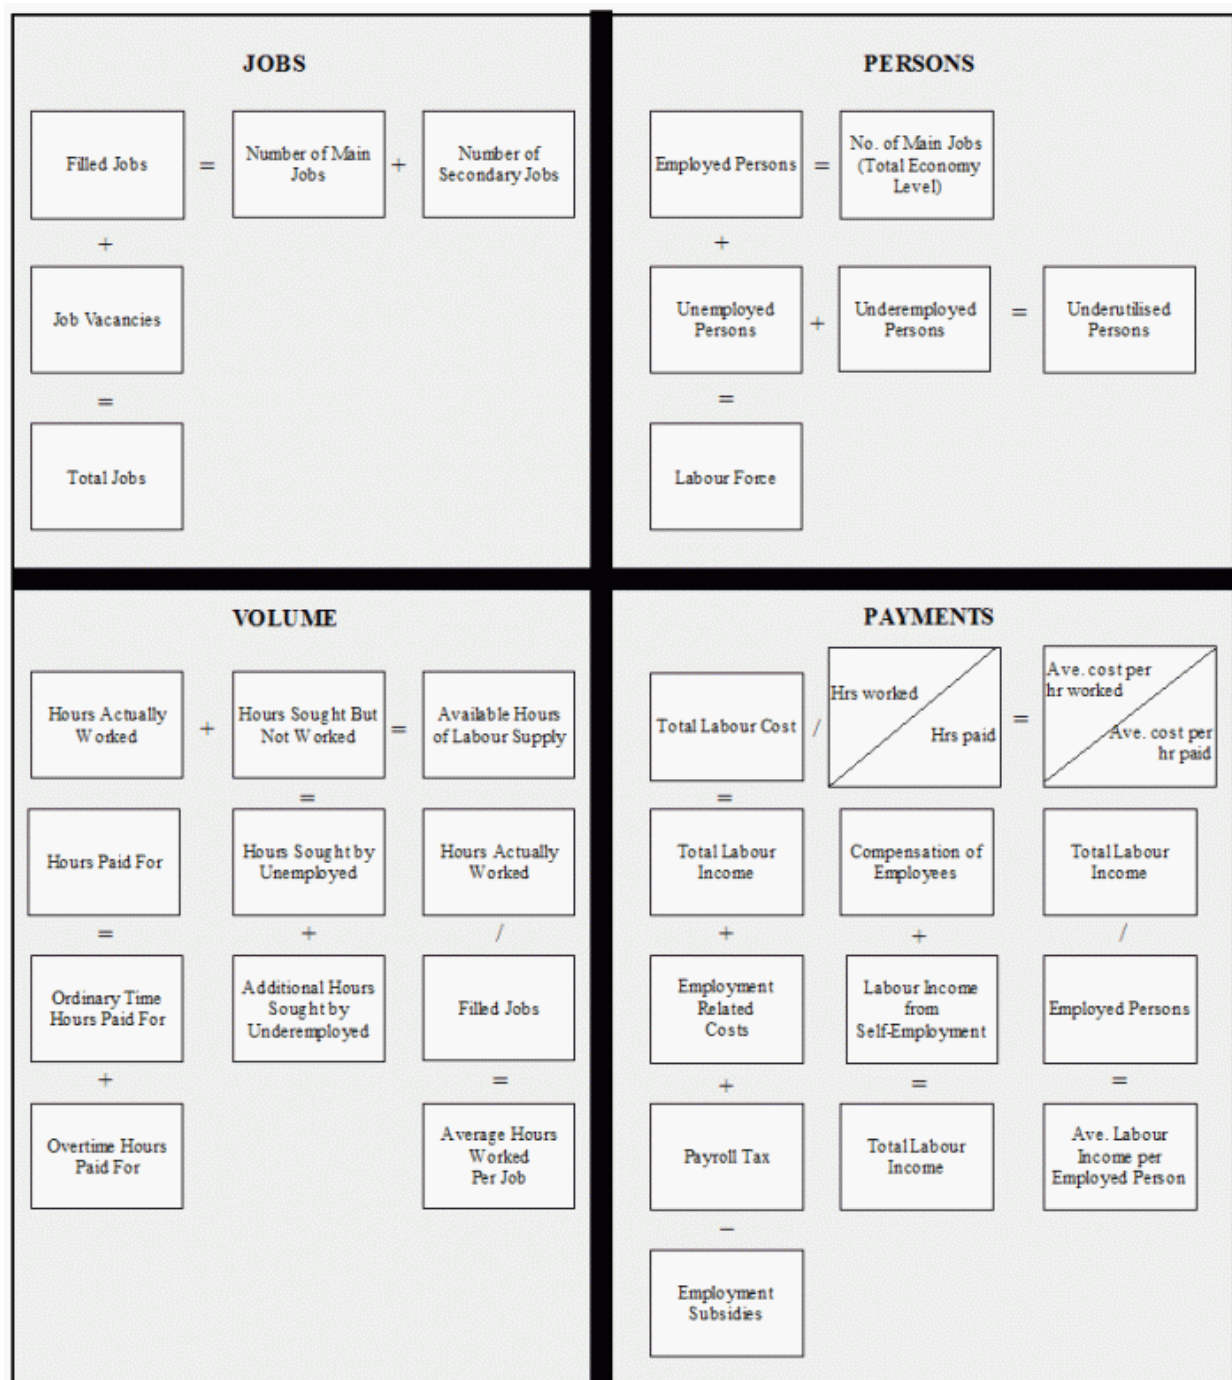 JOBS
Filled Jobs
=
Number of Main
Jobs
+
Number of
Secondary Jobs
+
Job Vacancies
=
Total Jobs
PERSONS
Employed Persons
=
No. of Main Jobs
(Total Economy
Level)
+
Unemployed
Persons
+
Underemployed
Persons
=
Underutilised
Persons
=
Labour Force
VOLUME
Hours Actually
Worked
+
Hours Sought But
Not Worked
=
Available Hours
of Labour Supply
=
Hours Paid For
Hours Sought by
Unemployed
Hours Actually
Worked
=
+
/
Ordinary Time
Hours Paid For
Additional Hours
Sought by
Underemployed
Filled Jobs
+
=
Overtime Hours
Paid For
Average Hours
Worked
Per Job
PAYMENTS
Total Labour Cost
/
Hrs worked
Hrs paid
=
Ave. cost per
hr worked
Ave. cost per
hr paid
=
Total Labour
Income
Compensation of
Employees
Total Labour
Income
+
+
/
Employment
Related
Costs
Labour Income
from
Self-Employment
Employed Persons
+
=
=
Payroll Tax
Total Labour
Income
Ave. Labour
Income per
Employed Person
−
Employment
Subsidies